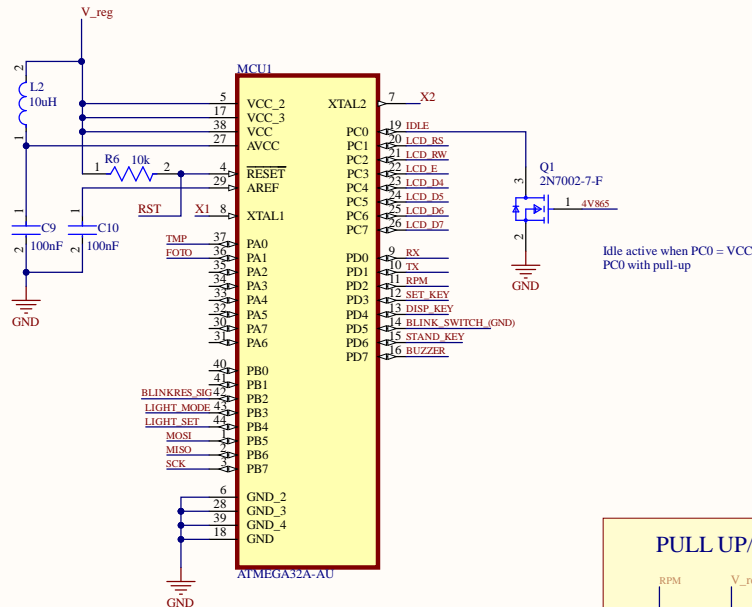 V_reg
MCU1
2
L2
10uH
1
5 VCC_2
17 VCC_3
38 VCC
27 AVCC
R6 10k
1 2
4 RESET
29 AREF
RST
X1 8 XTAL1
1 1
C9 C10
100nF 100nF
2 2
GND
TMP 37 PA0
FOTO 36 PA1
35 PA2
34 PA3
33 PA4
32 PA5
30 PA7
31 PA6
40 PB0
41 PB1
BLINKRES_SIG 42 PB2
LIGHT_MODE 43 PB3
LIGHT_SET 44 PB4
MOSI 1 PB5
MISO 2 PB6
SCK 3 PB7
6 GND_2
28 GND_3
39 GND_4
18 GND
GND
ATMEGA32A-AU
XTAL2 7 X2
PC0 19 IDLE
PC1 20 LCD_RS
PC2 21 LCD_RW
PC3 22 LCD_E
PC4 23 LCD_D4
PC5 24 LCD_D5
PC6 25 LCD_D6
PC7 26 LCD_D7
PD0 9 RX
PD1 10 TX
PD2 11 RPM
PD3 12 SET_KEY
PD4 13 DISP_KEY
PD5 14 BLINK_SWITCH_(GND)
PD6 15 STAND_KEY
PD7 16 BUZZER
Q1
2N7002-7-F
3
1 4V865
2
GND
Idle active when PC0 = VCC
PC0 with pull-up
PULL UP/
RPM V_re